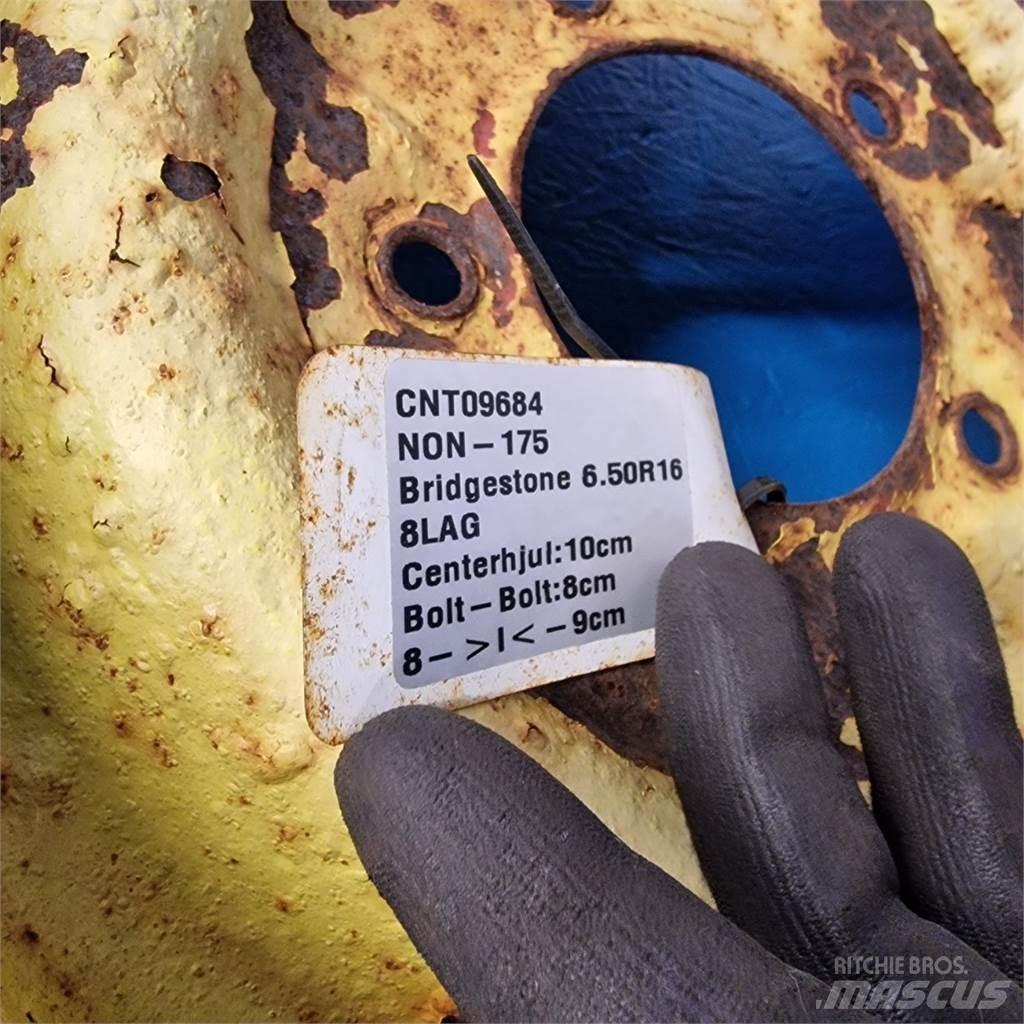 CNT09684
NON-175
Bridgestone 6.50R16
8LAG
Centerhjul:10cm
Bolt-Bolt:8cm
8->|<-9cm
RITCHIE BROS.
MASCUS